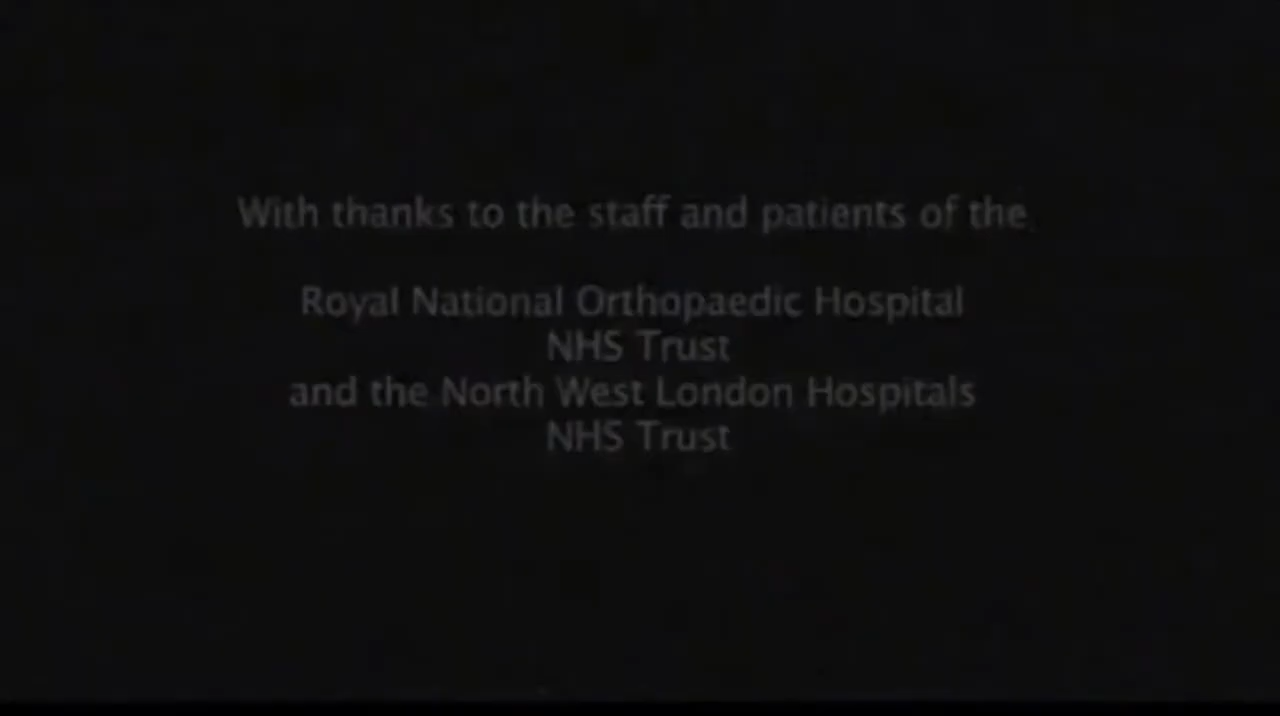 With thanks to the staff and patients of the
Royal National Orthopaedic Hospital
NHS Trust
and the North West London Hospitals
NHS Trust